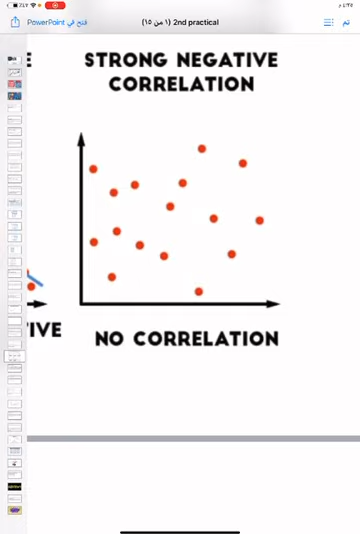 2nd practical (١ من ١٥)
فتح في PowerPoint
تم
E
STRONG NEGATIVE
CORRELATION
IVE
NO CORRELATION